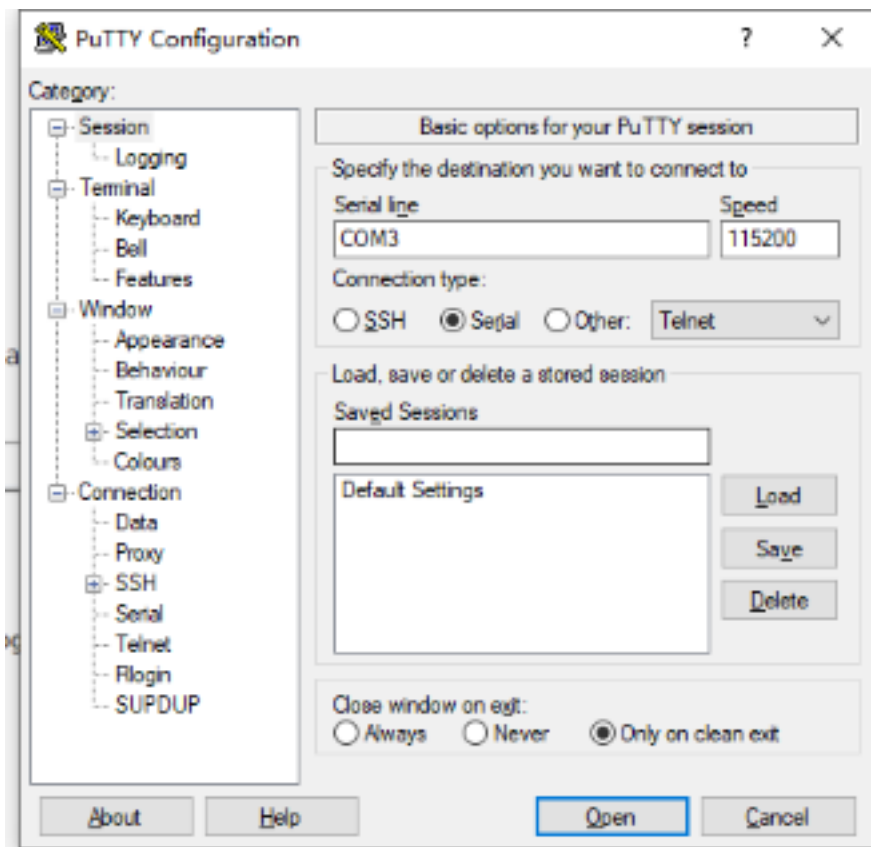 PuTTY Configuration
?
Category:
Session
Logging
Terminal
Keyboard
Bell
Features
Window
Appearance
Behaviour
Translation
Selection
Colours
Connection
Data
Proxy
SSH
Serial
Telnet
Rlogin
SUPDUP
Basic options for your PuTTY session
Specify the destination you want to connect to
Serial line
Speed
COM3
115200
Connection type:
SSH
Serial
Other:
Telnet
Load, save or delete a stored session
Saved Sessions
Default Settings
Load
Save
Delete
Close window on exit:
Always
Never
Only on clean exit
About
Help
Open
Cancel